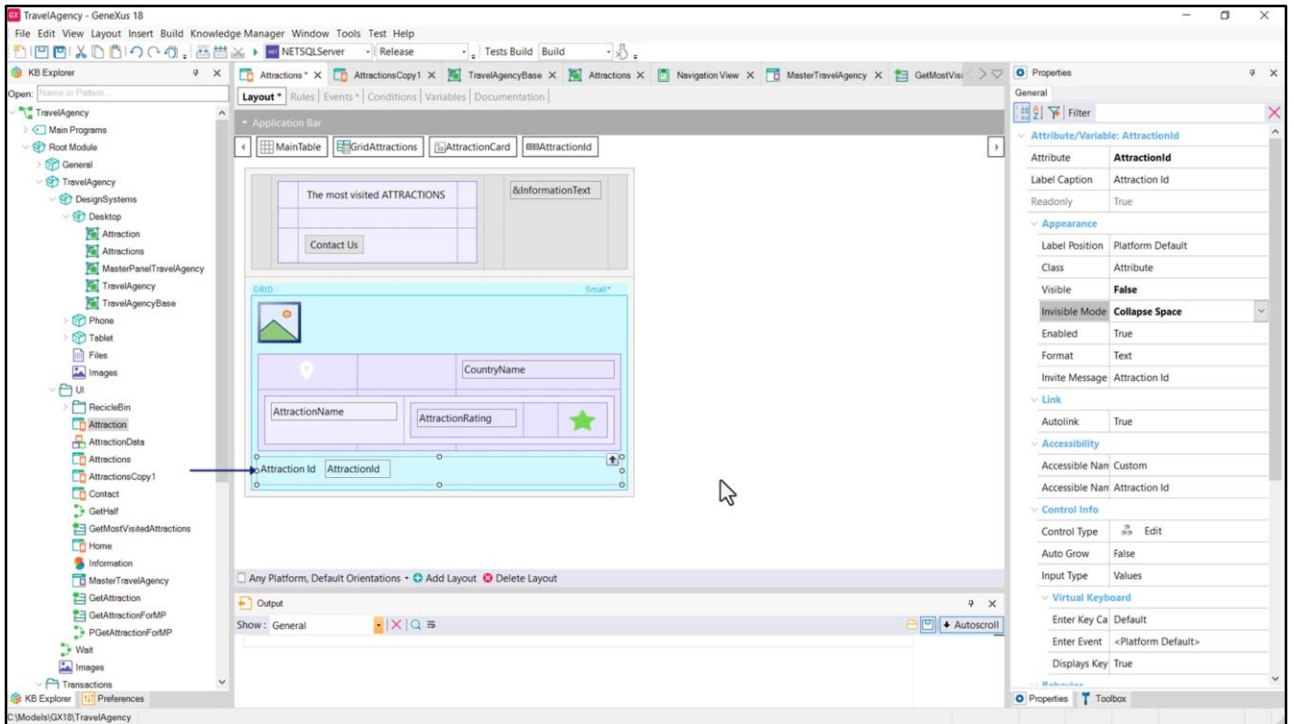 TravelAgency - GeneXus 18
File Edit View Layout Insert Build Knowledge Manager Window Tools Test Help
NETSQLServer Release Tests Build Build
KB Explorer
Open: Name or Pattern...
TravelAgency
Main Programs
Root Module
General
TravelAgency
DesignSystems
Desktop
Attraction
Attractions
MasterPanelTravelAgency
TravelAgency
TravelAgencyBase
Phone
Tablet
Files
Images
UI
RecicleBin
Attraction
AttractionData
Attractions
AttractionsCopy1
Contact
GetHalf
GetMostVisitedAttractions
Home
Information
MasterTravelAgency
GetAttraction
GetAttractionForMP
PGetAttractionForMP
Wait
Images
Transactions
KB Explorer Preferences
C:\Models\GX18\TravelAgency
Attractions * X AttractionsCopy1 X TravelAgencyBase X Attractions X Navigation View X MasterTravelAgency X GetMostVisi
Layout * | Rules | Events * | Conditions | Variables | Documentation |
Application Bar
MainTable GridAttractions AttractionCard AttractionId
The most visited ATTRACTIONS
&InformationText
Contact Us
GRID Small*
CountryName
AttractionName
AttractionRating
Attraction Id AttractionId
Any Platform, Default Orientations Add Layout Delete Layout
Output
Show: General Autoscroll
Properties
General
Filter
Attribute/Variable: AttractionId
Attribute AttractionId
Label Caption Attraction Id
Readonly True
Appearance
Label Position Platform Default
Class Attribute
Visible False
Invisible Mode Collapse Space
Enabled True
Format Text
Invite Message Attraction Id
Link
Autolink True
Accessibility
Accessible Nan Custom
Accessible Nan Attraction Id
Control Info
Control Type Edit
Auto Grow False
Input Type Values
Virtual Keyboard
Enter Key Ca Default
Enter Event <Platform Default>
Displays Key True
Behavior
Properties Toolbox